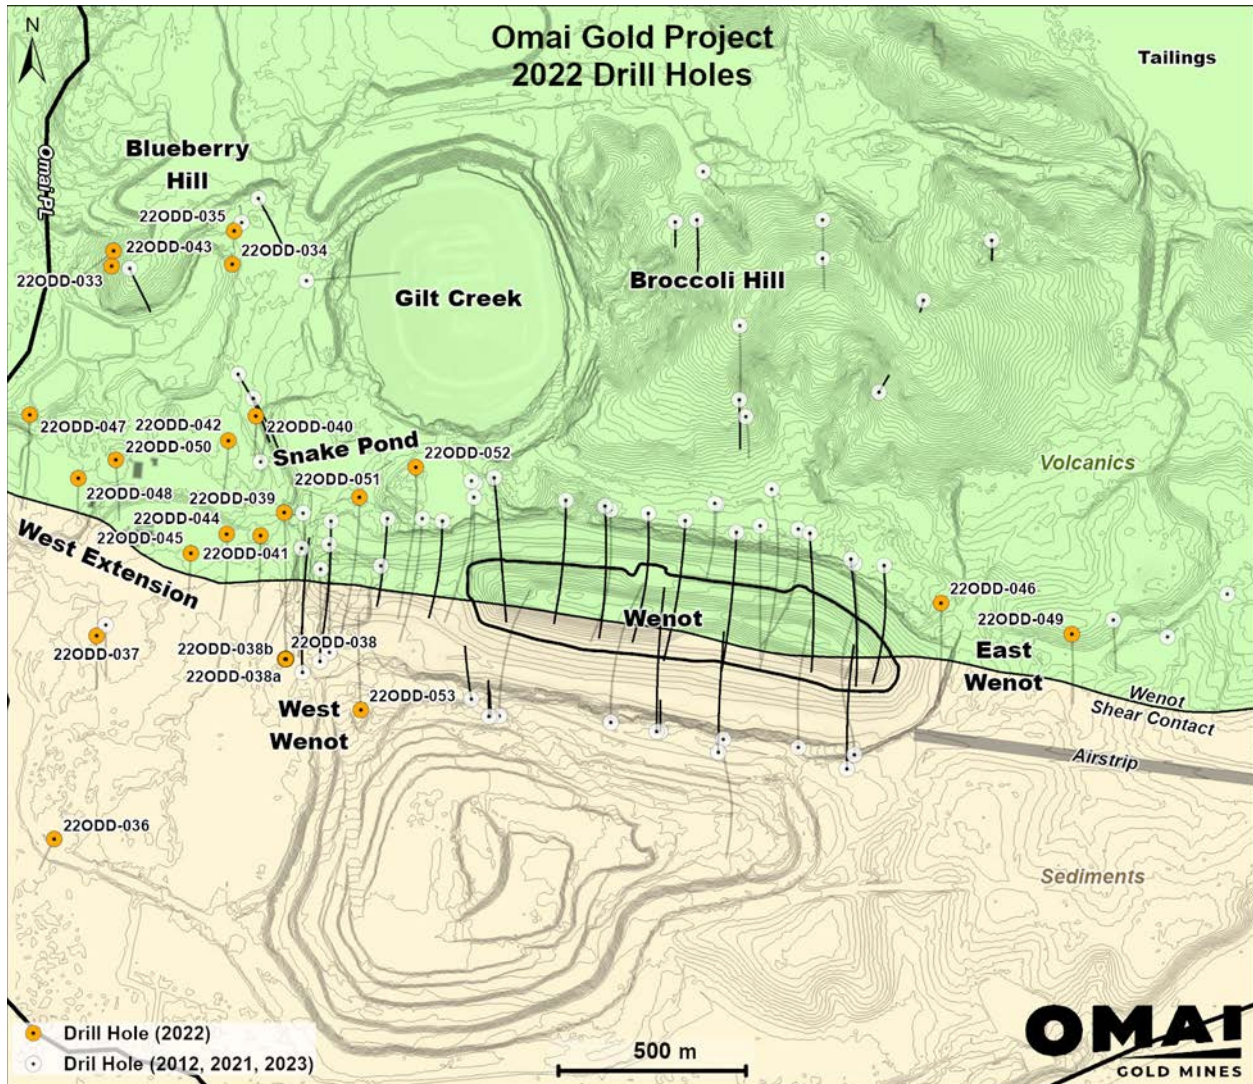 Omai Gold Project
2022 Drill Holes
N
Tailings
Omai PL
Blueberry
Hill
22ODD-035
22ODD-043
22ODD-034
22ODD-033
Gilt Creek
Broccoli Hill
22ODD-047
22ODD-042
22ODD-040
22ODD-050
Snake Pond
22ODD-052
22ODD-051
22ODD-048
22ODD-039
22ODD-044
22ODD-045
22ODD-041
Volcanics
West Extension
Wenot
22ODD-046
22ODD-049
East
Wenot
22ODD-037
22ODD-038b
22ODD-038
22ODD-038a
22ODD-053
West
Wenot
Wenot
Shear Contact
Airstrip
22ODD-036
Sediments
Drill Hole (2022)
Dril Hole (2012, 2021, 2023)
500 m
OMAI
GOLD MINES